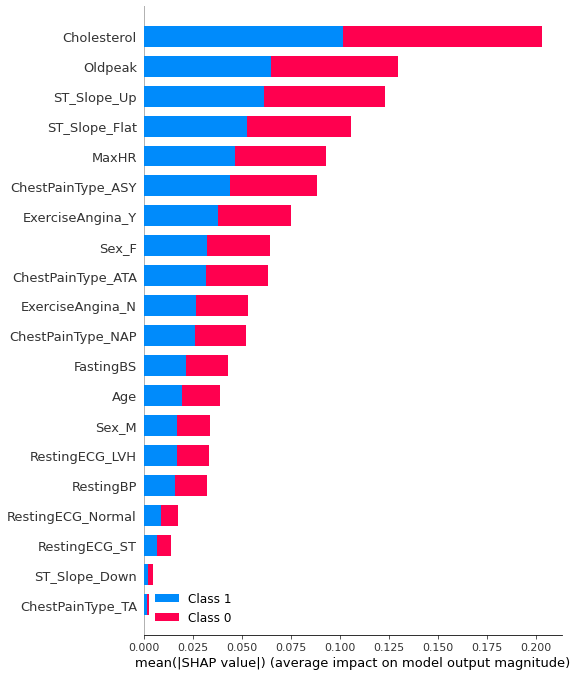 Cholesterol
Oldpeak
ST_Slope_Up
ST_Slope_Flat
MaxHR
ChestPainType_ASY
ExerciseAngina_Y
Sex_F
ChestPainType_ATA
ExerciseAngina_N
ChestPainType_NAP
FastingBS
Age
Sex_M
RestingECG_LVH
RestingBP
RestingECG_Normal
RestingECG_ST
ST_Slope_Down
ChestPainType_TA
Class 1
Class 0
0.000 0.025 0.050 0.075 0.100 0.125 0.150 0.175 0.200
mean(|SHAP value|) (average impact on model output magnitude)